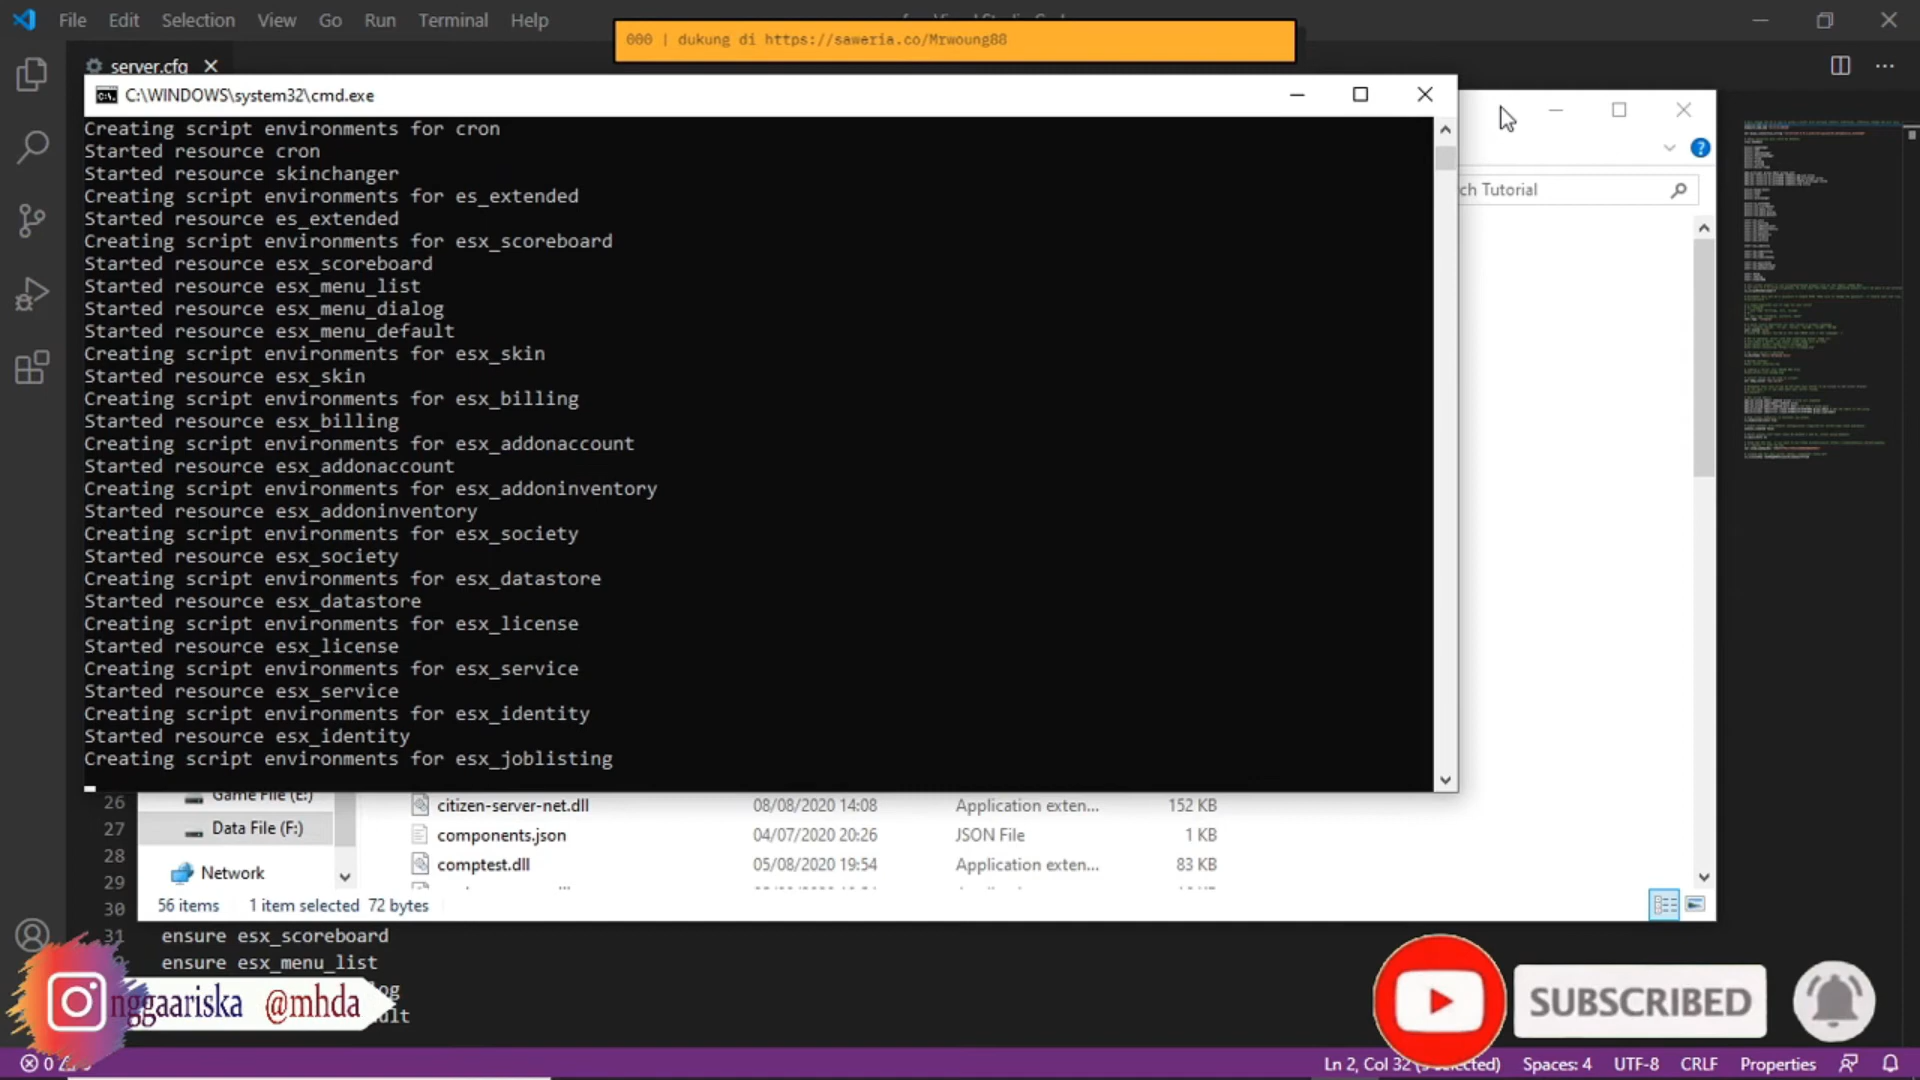 File Edit Selection View Go Run Terminal Help
000 | dukung di https://saweria.co/Mrwoung88
server.cfg
C:\WINDOWS\system32\cmd.exe
Creating script environments for cron
Started resource cron
Started resource skinchanger
Creating script environments for es_extended
Started resource es_extended
Creating script environments for esx_scoreboard
Started resource esx_scoreboard
Started resource esx_menu_list
Started resource esx_menu_dialog
Started resource esx_menu_default
Creating script environments for esx_skin
Started resource esx_skin
Creating script environments for esx_billing
Started resource esx_billing
Creating script environments for esx_addonaccount
Started resource esx_addonaccount
Creating script environments for esx_addoninventory
Started resource esx_addoninventory
Creating script environments for esx_society
Started resource esx_society
Creating script environments for esx_datastore
Started resource esx_datastore
Creating script environments for esx_license
Started resource esx_license
Creating script environments for esx_service
Started resource esx_service
Creating script environments for esx_identity
Started resource esx_identity
Creating script environments for esx_joblisting
ch Tutorial
26
27
28
29
30
Game File (E:)
Data File (F:)
Network
citizen-server-net.dll 08/08/2020 14:08 Application exten... 152 KB
components.json 04/07/2020 20:26 JSON File 1 KB
comptest.dll 05/08/2020 19:54 Application exten... 83 KB
56 items 1 item selected 72 bytes
31 ensure esx_scoreboard
ensure esx_menu_list
og
ult
nggaariska @mhda
SUBSCRIBED
0
Ln 2, Col 32 Spaces: 4 UTF-8 CRLF Properties